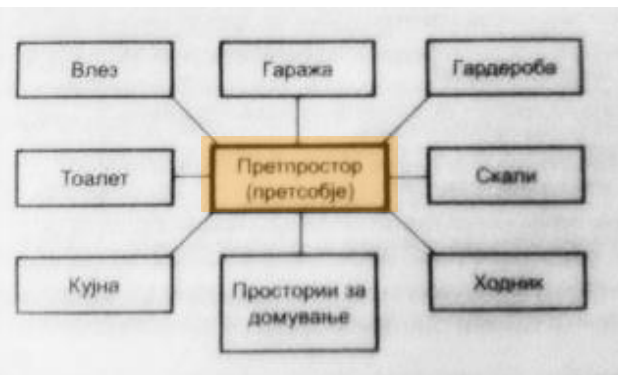 Влез
Гаража
Гардероба
Тоалет
Претпростор
(претсобје)
Скали
Кујна
Простории за
домување
Ходник